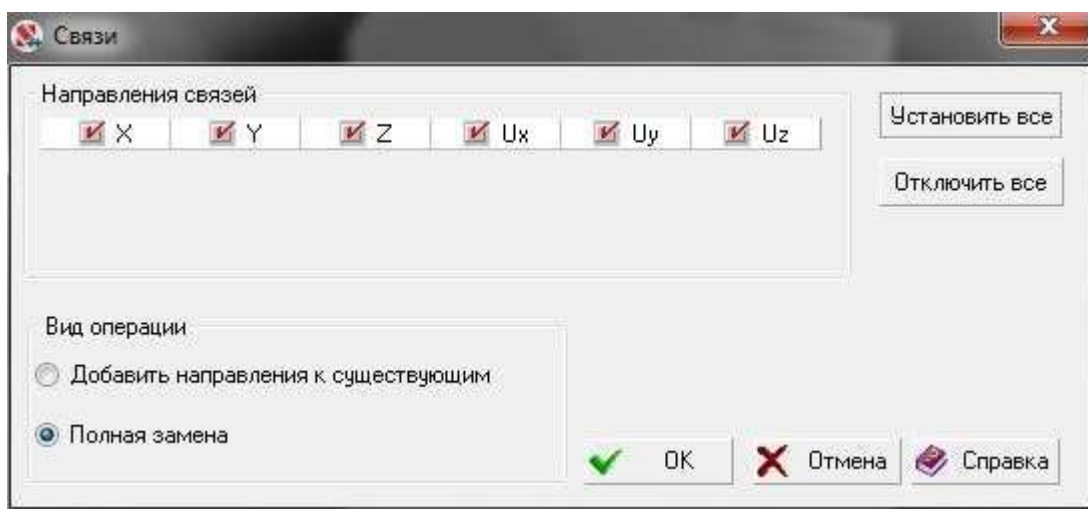 Связи
Направления связей
X Y Z Ux Uy Uz
Установить все
Отключить все
Вид операции
Добавить направления к существующим
Полная замена
OK Отмена Справка